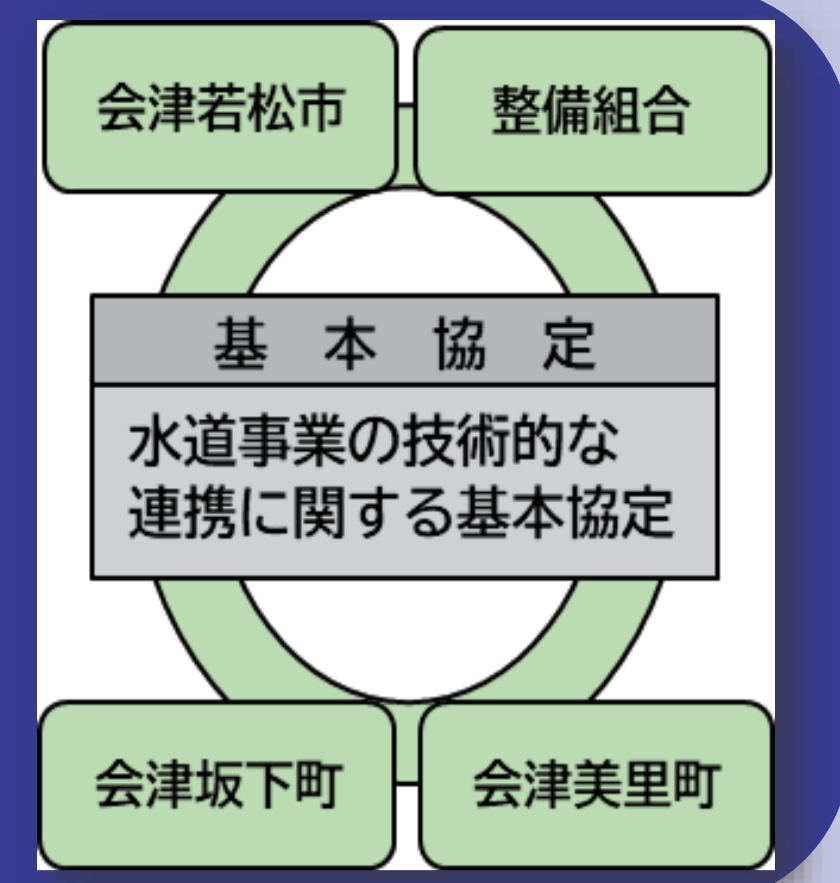 会津若松市
整備組合
基本協定
水道事業の技術的な
連携に関する基本協定
会津坂下町
会津美里町